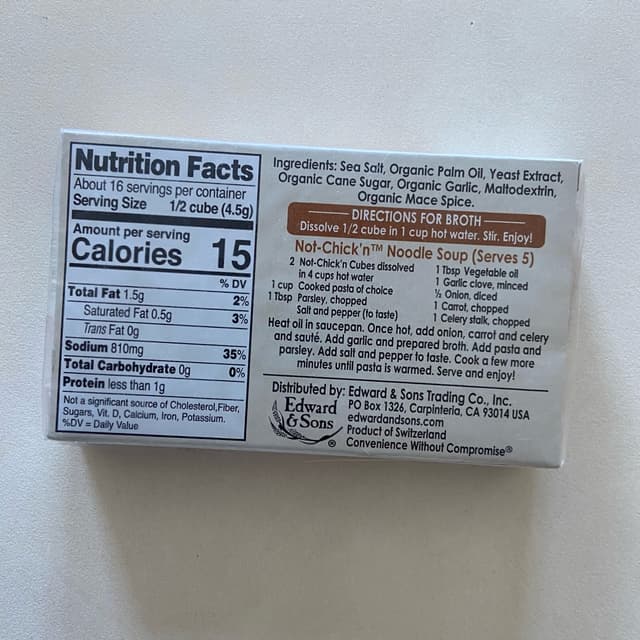 Nutrition Facts
About 16 servings per container
Serving Size 1/2 cube (4.5g)
Amount per serving
Calories 15
% DV
Total Fat 1.5g 2%
Saturated Fat 0.5g 3%
Trans Fat 0g
Sodium 810mg 35%
Total Carbohydrate 0g 0%
Protein less than 1g
Not a significant source of Cholesterol,Fiber,
Sugars, Vit. D, Calcium, Iron, Potassium.
%DV = Daily Value
Ingredients: Sea Salt, Organic Palm Oil, Yeast Extract,
Organic Cane Sugar, Organic Garlic, Maltodextrin,
Organic Mace Spice.
DIRECTIONS FOR BROTH
Dissolve 1/2 cube in 1 cup hot water. Stir. Enjoy!
Not-Chick'n™ Noodle Soup (Serves 5)
2 Not-Chick'n Cubes dissolved
in 4 cups hot water
1 cup Cooked pasta of choice
1 Tbsp Parsley, chopped
Salt and pepper (to taste)
1 Tbsp Vegetable oil
1 Garlic clove, minced
½ Onion, diced
1 Carrot, chopped
1 Celery stalk, chopped
Heat oil in saucepan. Once hot, add onion, carrot and celery
and sauté. Add garlic and prepared broth. Add pasta and
parsley. Add salt and pepper to taste. Cook a few more
minutes until pasta is warmed. Serve and enjoy!
Distributed by: Edward & Sons Trading Co., Inc.
PO Box 1326, Carpinteria, CA 93014 USA
edwardandsons.com
Product of Switzerland
Convenience Without Compromise®
Edward
& Sons
®